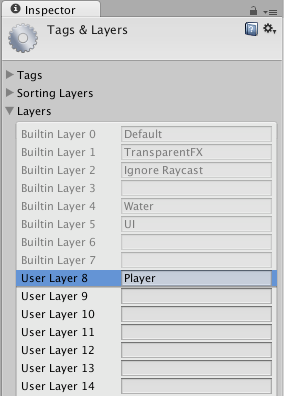 Inspector
Tags & Layers
Tags
Sorting Layers
Layers
Builtin Layer 0 Default
Builtin Layer 1 TransparentFX
Builtin Layer 2 Ignore Raycast
Builtin Layer 3
Builtin Layer 4 Water
Builtin Layer 5 UI
Builtin Layer 6
Builtin Layer 7
User Layer 8 Player
User Layer 9
User Layer 10
User Layer 11
User Layer 12
User Layer 13
User Layer 14